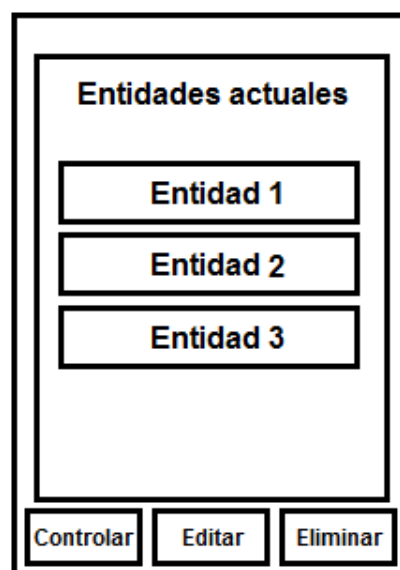 Entidades actuales
Entidad 1
Entidad 2
Entidad 3
Controlar Editar Eliminar